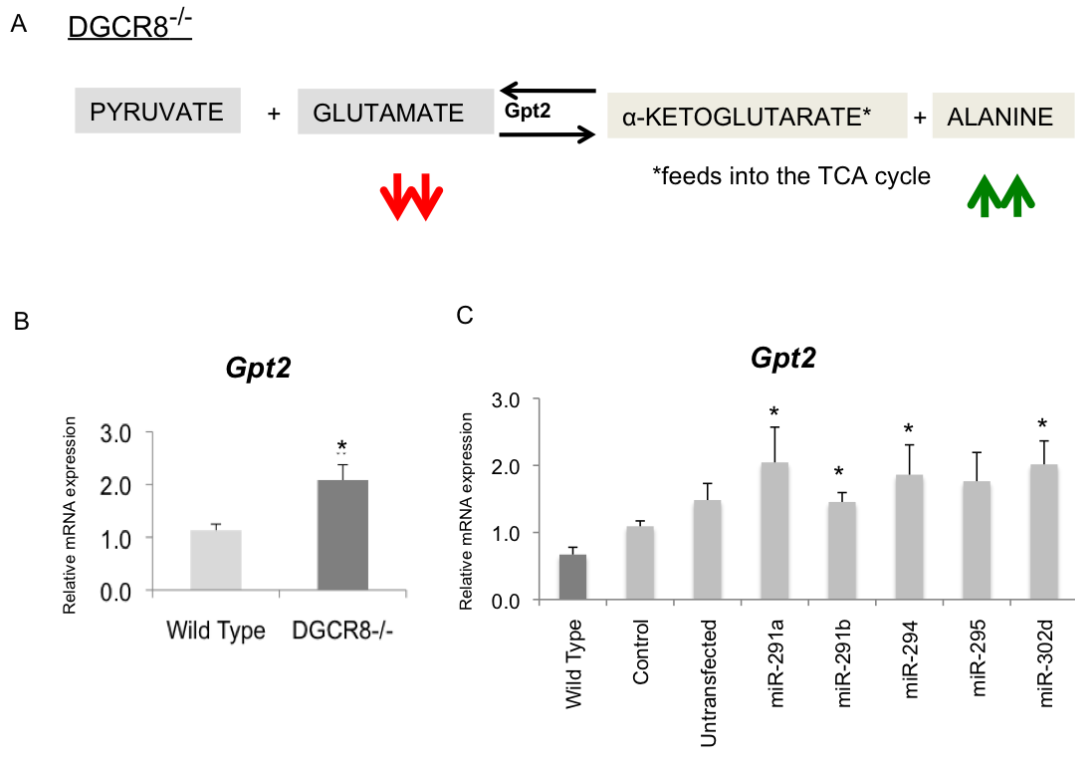 A DGCR8-/-
PYRUVATE + GLUTAMATE Gpt2 α-KETOGLUTARATE* + ALANINE
*feeds into the TCA cycle
B
Gpt2
Relative mRNA expression
3.0
2.0
1.0
0.0
*
Wild Type DGCR8-/-
C
Gpt2
Relative mRNA expression
3.0
2.0
1.0
0.0
* * * *
Wild Type
Control
Untransfected
miR-291a
miR-291b
miR-294
miR-295
miR-302d